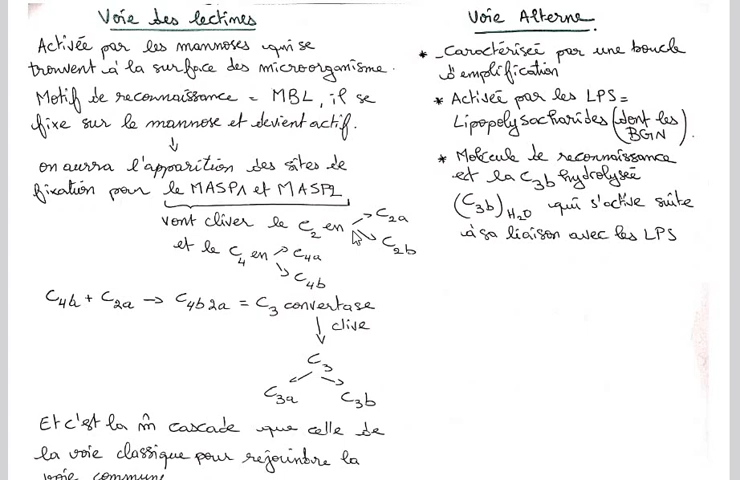 Voie des lectines
Activée par les mannoses qui se
trouvent à la surface des microorganisme.
Motif de reconnaissance = MBL, il se
fixe sur le mannose et devient actif.
↓
on aurra l'apparition des sites de
fixation pour le MASP1 et MASP2
vont cliver le C2 en → C2a
→ C2b
et le C4 en → C4a
→ C4b
C4b + C2a → C4b2a = C3 convertase
↓ clive
C3
C3a C3b
Et c'est la m̂ cascade que celle de
la voie classique pour rejoindre la
voie commune
Voie Alterne.
* Caractérisée par une boucle
d'emplification
* Activée par les LPS =
Lipopolysacharides (dont les
BGN).
* Molécule de reconnaissance
est la C3b hydrolysée
(C3b)H2O qui s'active suite
à sa liaison avec les LPS